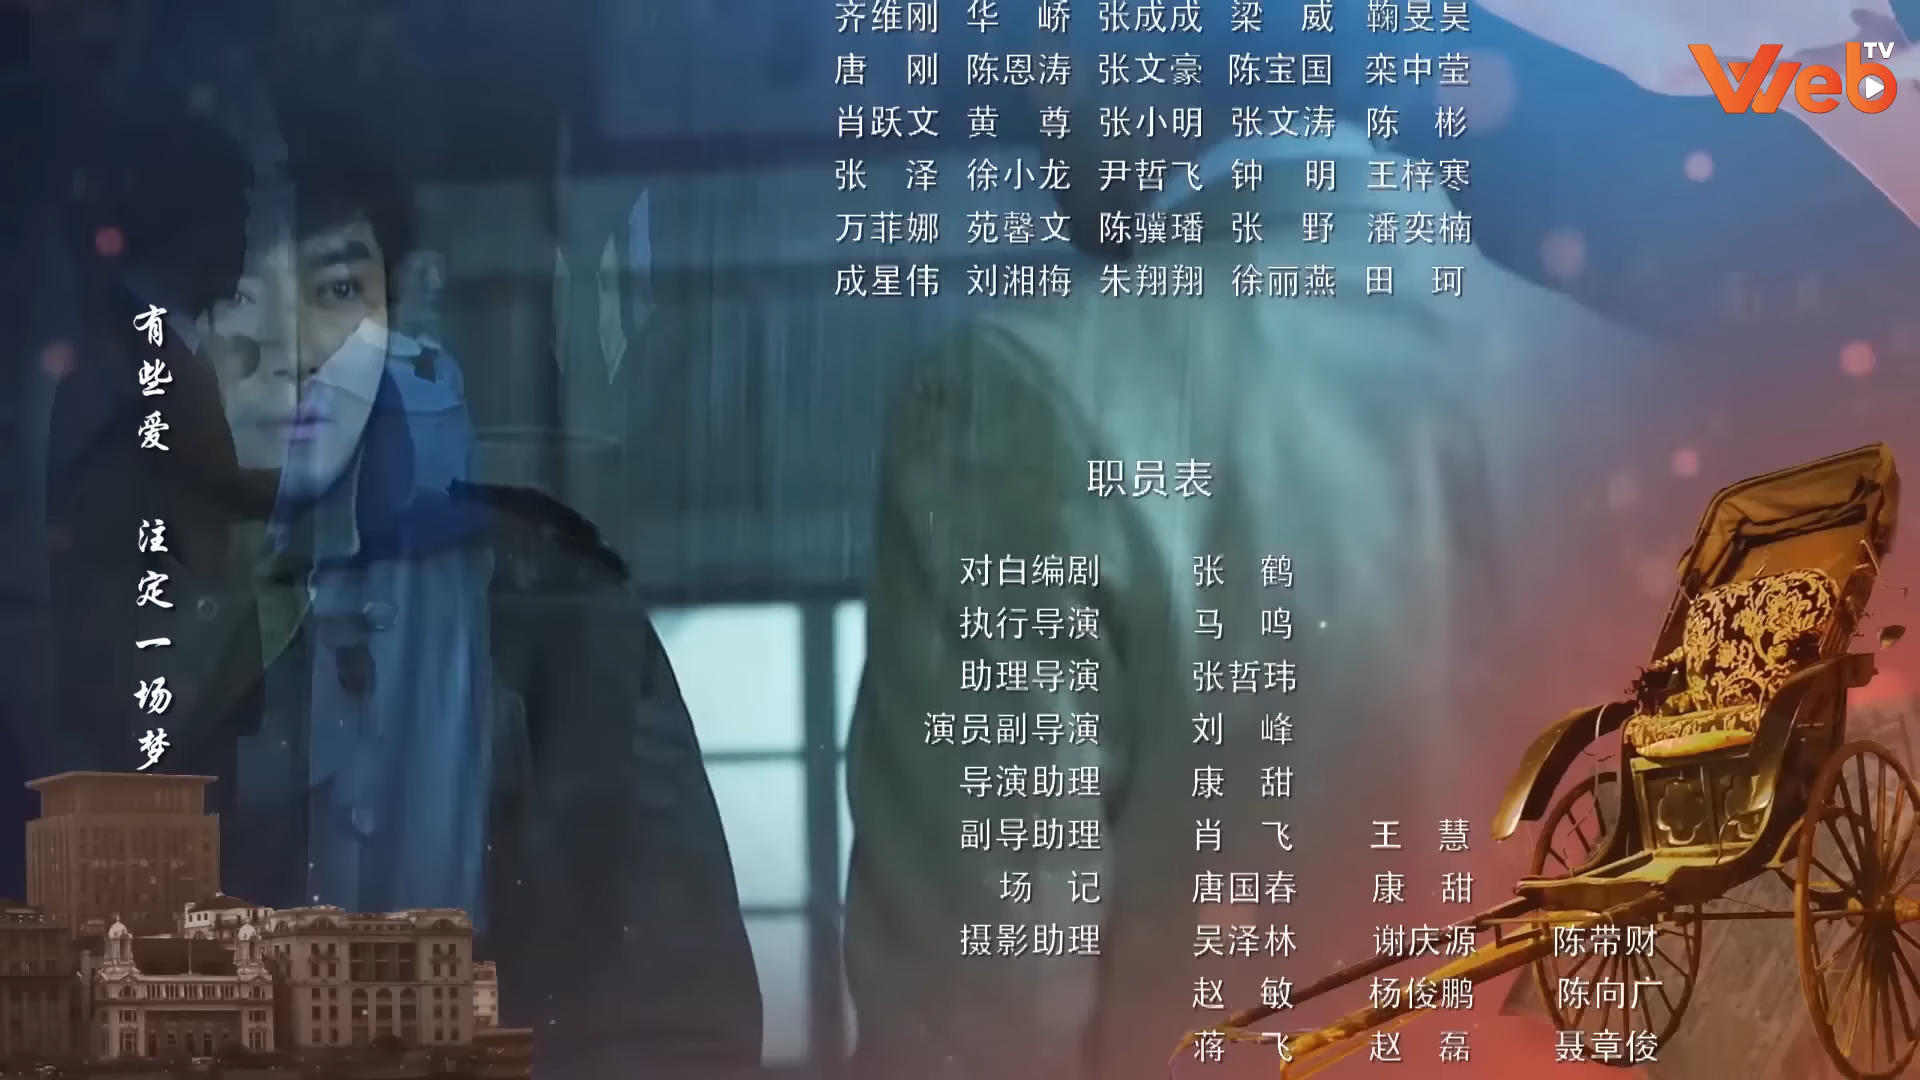 齐维刚 华 峤 张成成 梁 威 鞠旻昊
唐 刚 陈恩涛 张文豪 陈宝国 栾中莹
肖跃文 黄 尊 张小明 张文涛 陈 彬
张 泽 徐小龙 尹哲飞 钟 明 王梓寒
万菲娜 苑馨文 陈骥璠 张 野 潘奕楠
成星伟 刘湘梅 朱翔翔 徐丽燕 田 珂
职员表
对白编剧 张 鹤
执行导演 马 鸣
助理导演 张哲玮
演员副导演 刘 峰
导演助理 康 甜
副导助理 肖 飞 王 慧
场 记 唐国春 康 甜
摄影助理 吴泽林 谢庆源 陈带财
赵 敏 杨俊鹏 陈向广
蒋 飞 赵 磊 聂章俊
有些爱 注定一场梦
Web TV